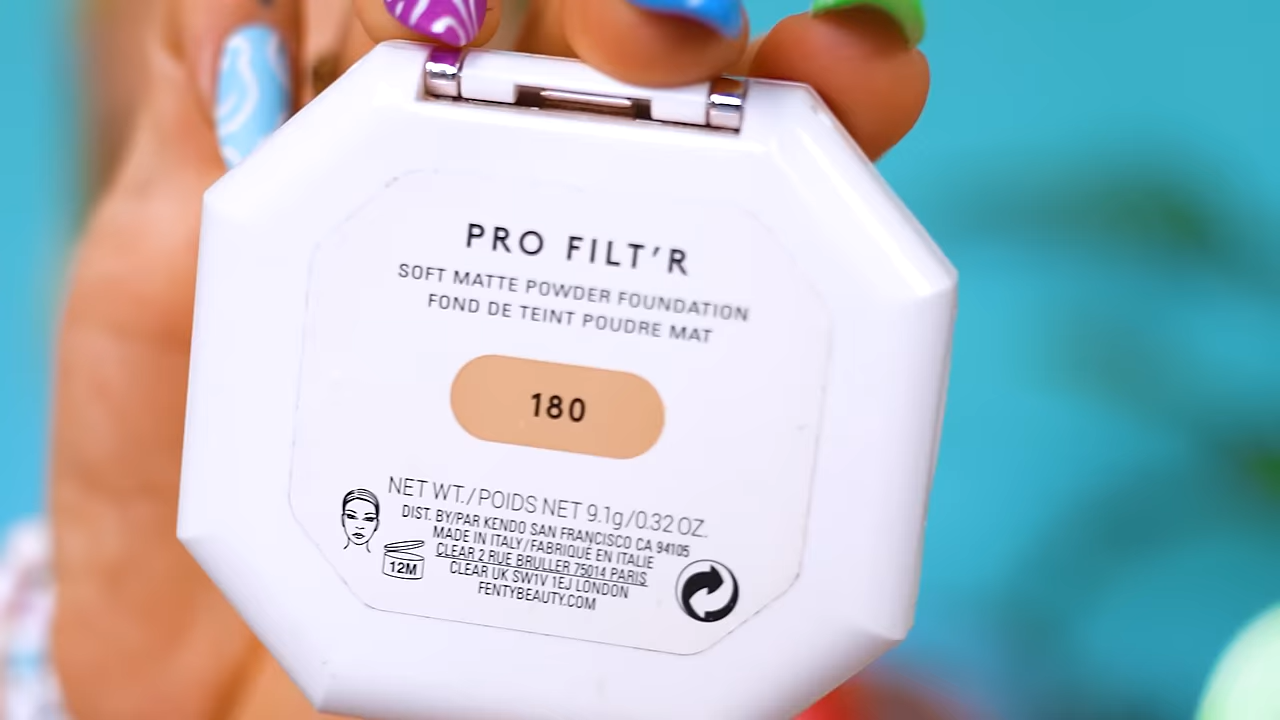 PRO FILT'R
SOFT MATTE POWDER FOUNDATION
FOND DE TEINT POUDRE MAT
180
NET WT./POIDS NET 9.1g/0.32 OZ.
DIST. BY/PAR KENDO SAN FRANCISCO CA 94105
MADE IN ITALY/FABRIQUÉ EN ITALIE
CLEAR 2 RUE BRULLER 75014 PARIS
CLEAR UK SW1V 1EJ LONDON
FENTYBEAUTY.COM
12M